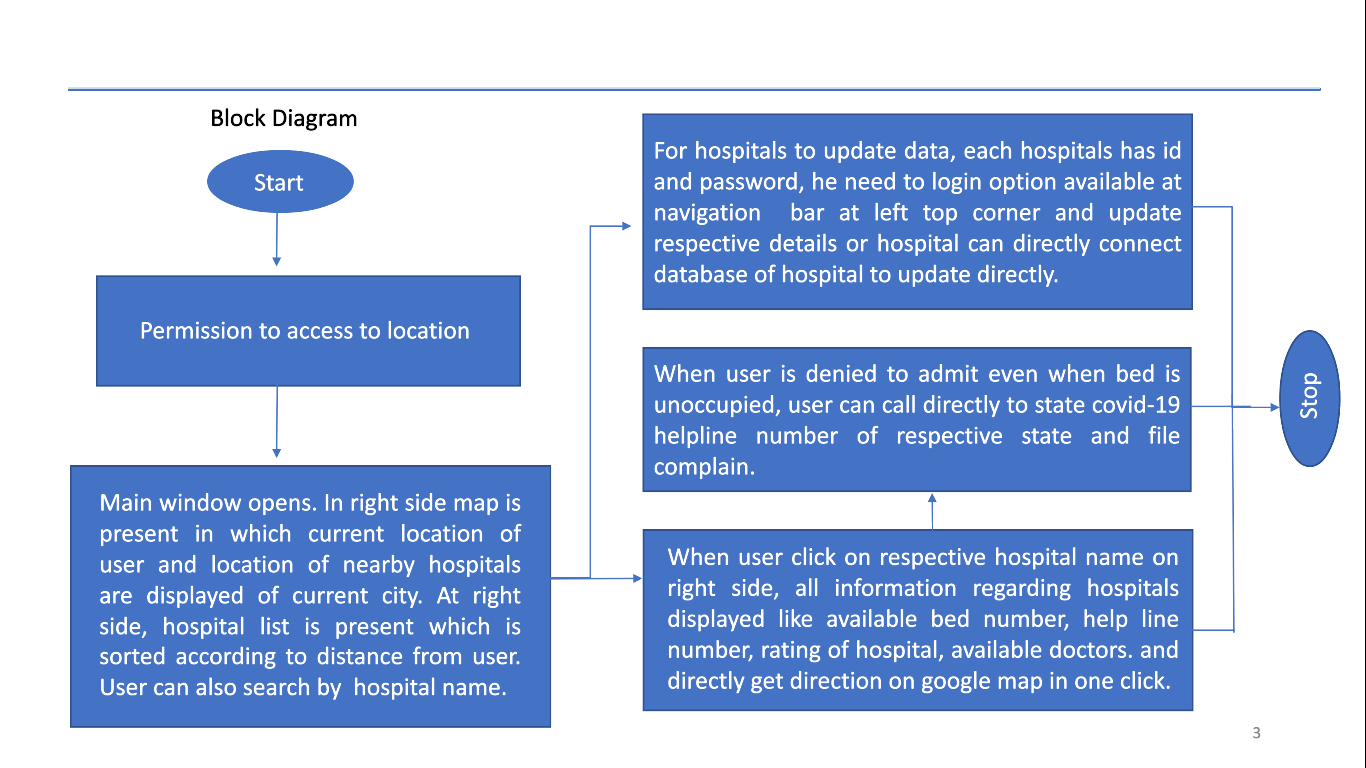 Block Diagram
Start
Permission to access to location
Main window opens. In right side map is
present in which current location of
user and location of nearby hospitals
are displayed of current city. At right
side, hospital list is present which is
sorted according to distance from user.
User can also search by  hospital name.
For hospitals to update data, each hospitals has id
and password, he need to login option available at
navigation  bar at left top corner and update
respective details or hospital can directly connect
database of hospital to update directly.
When user is denied to admit even when bed is
unoccupied, user can call directly to state covid-19
helpline number of respective state and file
complain.
When user click on respective hospital name on
right side, all information regarding hospitals
displayed like available bed number, help line
number, rating of hospital, available doctors. and
directly get direction on google map in one click.
Stop
3